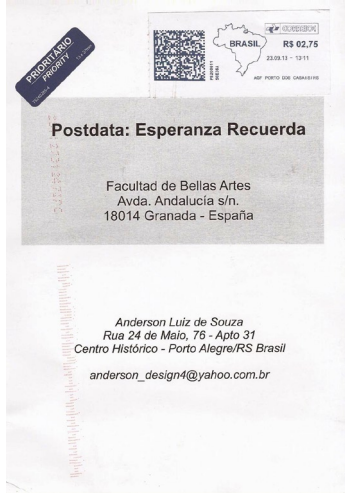 PRIORITÁRIO
PRIORITY
BRASIL
CORREIOS
R$ 02,75
23.09.13 - 13:11
Postdata: Esperanza Recuerda
Facultad de Bellas Artes
Avda. Andalucía s/n.
18014 Granada - España
Anderson Luiz de Souza
Rua 24 de Maio, 76 - Apto 31
Centro Histórico - Porto Alegre/RS Brasil
anderson_design4@yahoo.com.br